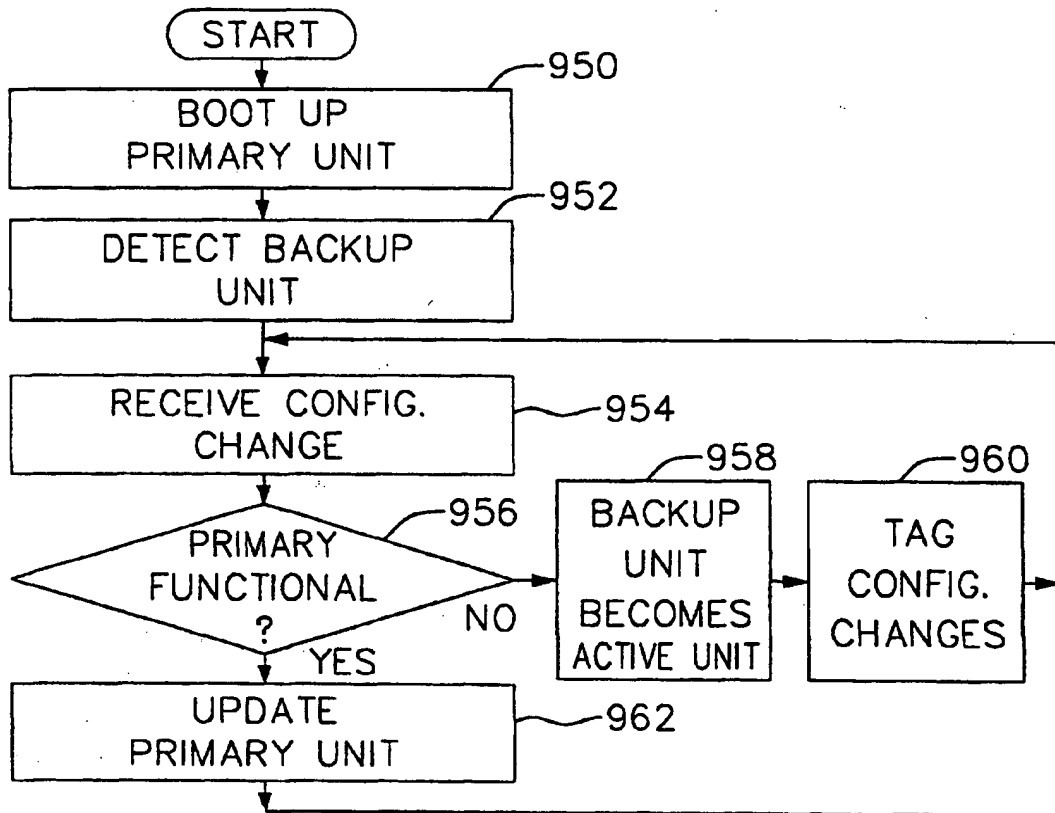 START
950
BOOT UP
PRIMARY UNIT
952
DETECT BACKUP
UNIT
RECEIVE CONFIG.
CHANGE
954
956
PRIMARY
FUNCTIONAL
?
NO
YES
958
BACKUP
UNIT
BECOMES
ACTIVE UNIT
960
TAG
CONFIG.
CHANGES
UPDATE
PRIMARY UNIT
962